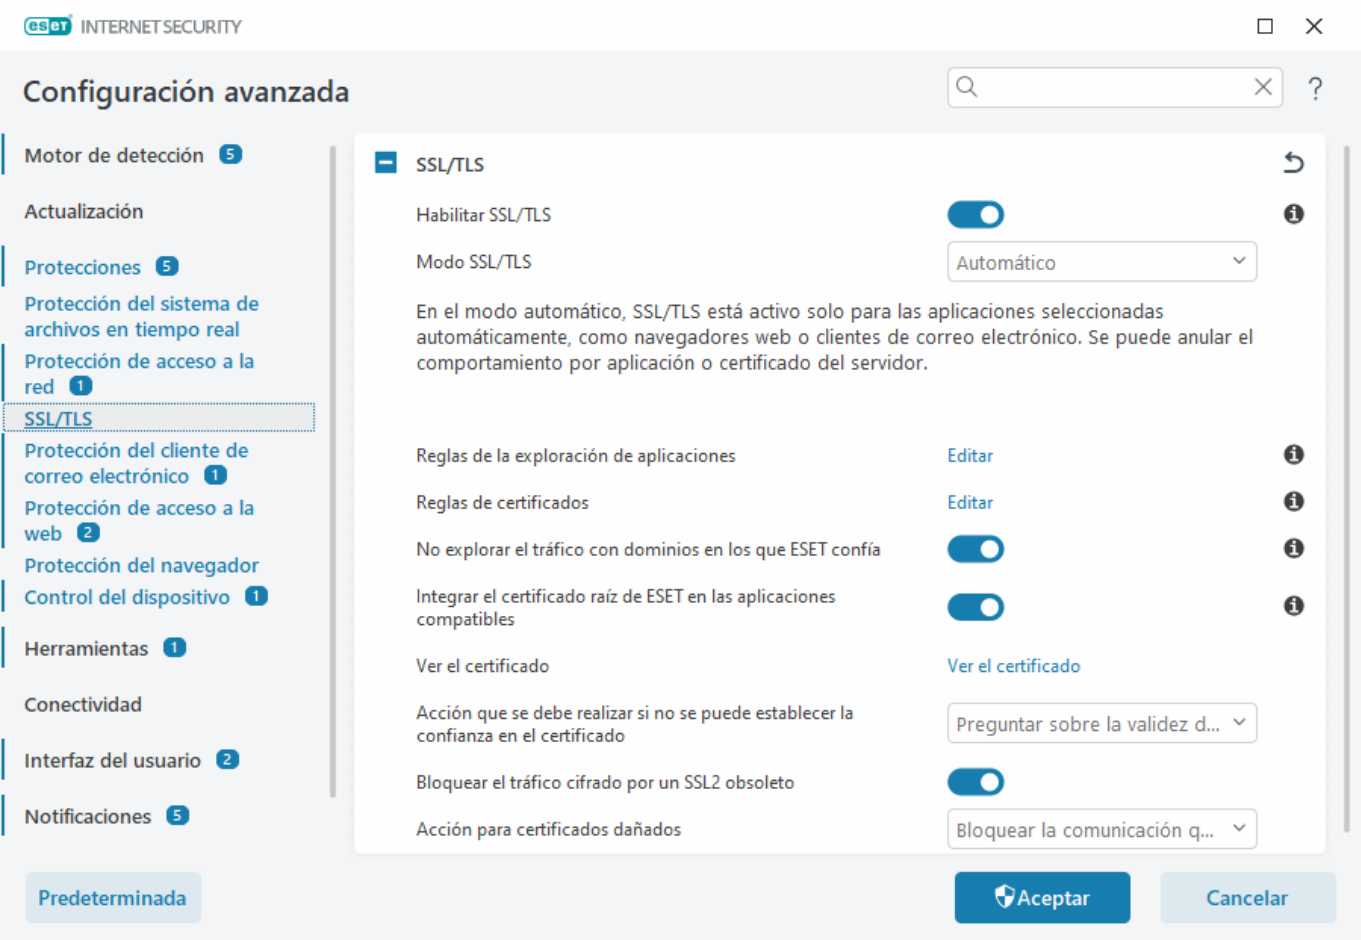 eset INTERNET SECURITY
Configuración avanzada
?
Motor de detección 5
Actualización
Protecciones 5
Protección del sistema de
archivos en tiempo real
Protección de acceso a la
red 1
SSL/TLS
Protección del cliente de
correo electrónico 1
Protección de acceso a la
web 2
Protección del navegador
Control del dispositivo 1
Herramientas 1
Conectividad
Interfaz del usuario 2
Notificaciones 5
SSL/TLS
Habilitar SSL/TLS
Modo SSL/TLS
Automático
En el modo automático, SSL/TLS está activo solo para las aplicaciones seleccionadas
automáticamente, como navegadores web o clientes de correo electrónico. Se puede anular el
comportamiento por aplicación o certificado del servidor.
Reglas de la exploración de aplicaciones
Editar
Reglas de certificados
Editar
No explorar el tráfico con dominios en los que ESET confía
Integrar el certificado raíz de ESET en las aplicaciones
compatibles
Ver el certificado
Ver el certificado
Acción que se debe realizar si no se puede establecer la
confianza en el certificado
Preguntar sobre la validez d...
Bloquear el tráfico cifrado por un SSL2 obsoleto
Acción para certificados dañados
Bloquear la comunicación q...
Predeterminada
Aceptar
Cancelar